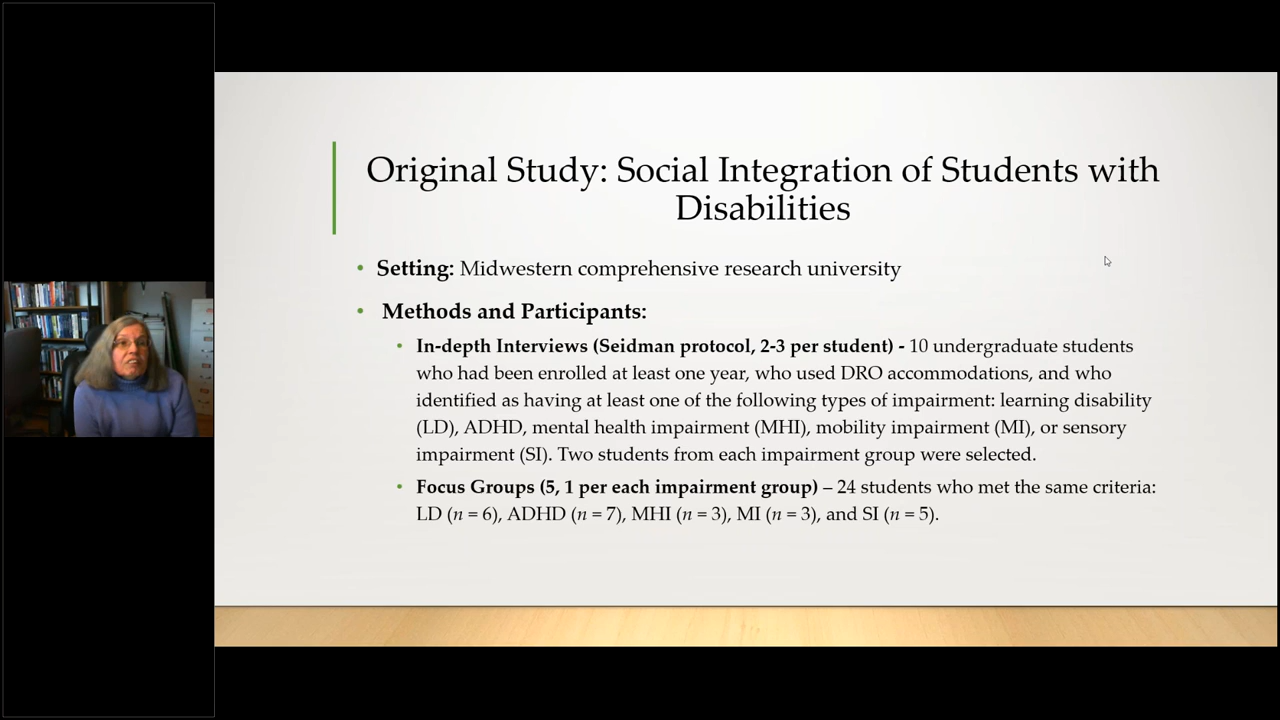 Original Study: Social Integration of Students with
Disabilities
• Setting: Midwestern comprehensive research university
• Methods and Participants:
• In-depth Interviews (Seidman protocol, 2-3 per student) - 10 undergraduate students
who had been enrolled at least one year, who used DRO accommodations, and who
identified as having at least one of the following types of impairment: learning disability
(LD), ADHD, mental health impairment (MHI), mobility impairment (MI), or sensory
impairment (SI). Two students from each impairment group were selected.
• Focus Groups (5, 1 per each impairment group) – 24 students who met the same criteria:
LD (n = 6), ADHD (n = 7), MHI (n = 3), MI (n = 3), and SI (n = 5).